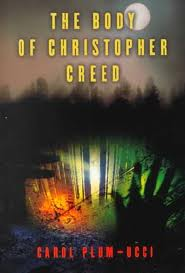 THE BODY
OF CHRISTOPHER
CREED
CAROL PLUM-UCCI